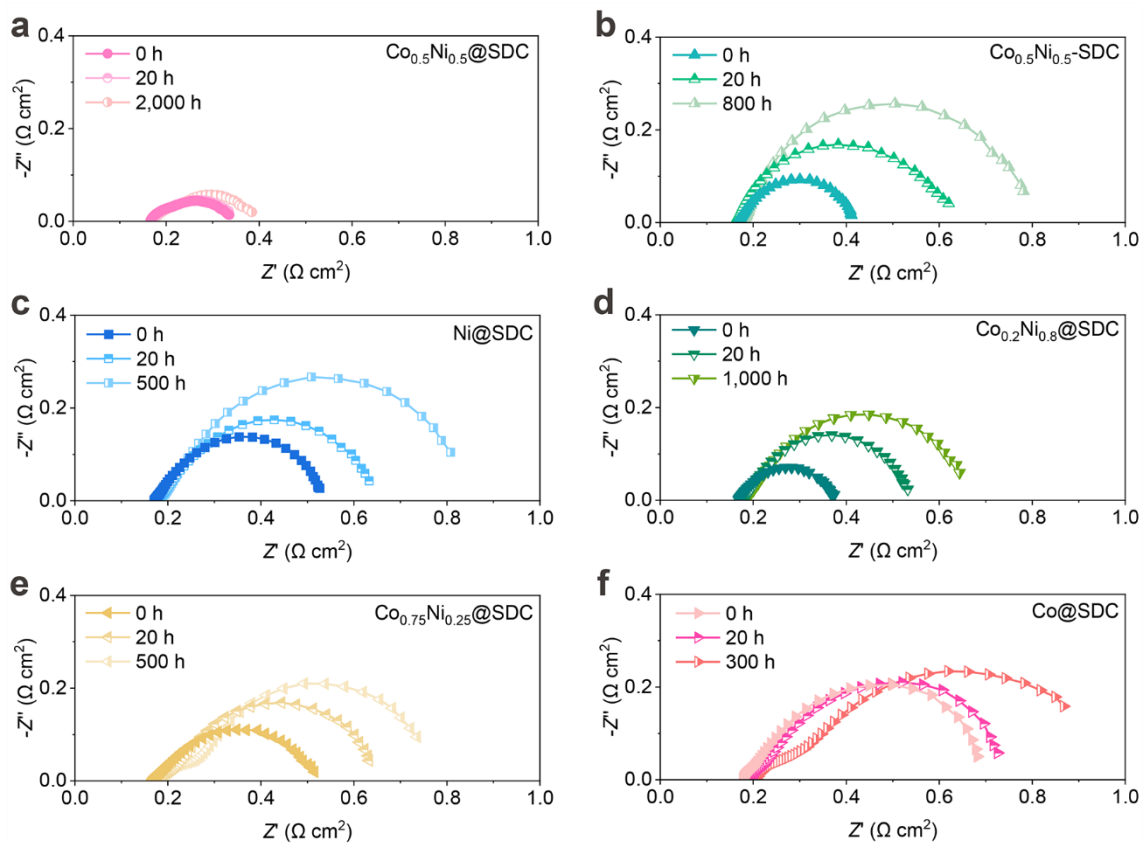 a
Co0.5Ni0.5@SDC
0 h
20 h
2,000 h
-Z'' (Ω cm²)
0.4
0.2
0.0
0.0 0.2 0.4 0.6 0.8 1.0
Z' (Ω cm²)
b
Co0.5Ni0.5-SDC
0 h
20 h
800 h
-Z'' (Ω cm²)
0.4
0.2
0.0
0.0 0.2 0.4 0.6 0.8 1.0
Z' (Ω cm²)
c
Ni@SDC
0 h
20 h
500 h
-Z'' (Ω cm²)
0.4
0.2
0.0
0.0 0.2 0.4 0.6 0.8 1.0
Z' (Ω cm²)
d
Co0.2Ni0.8@SDC
0 h
20 h
1,000 h
-Z'' (Ω cm²)
0.4
0.2
0.0
0.0 0.2 0.4 0.6 0.8 1.0
Z' (Ω cm²)
e
Co0.75Ni0.25@SDC
0 h
20 h
500 h
-Z'' (Ω cm²)
0.4
0.2
0.0
0.0 0.2 0.4 0.6 0.8 1.0
Z' (Ω cm²)
f
Co@SDC
0 h
20 h
300 h
-Z'' (Ω cm²)
0.4
0.2
0.0
0.0 0.2 0.4 0.6 0.8 1.0
Z' (Ω cm²)